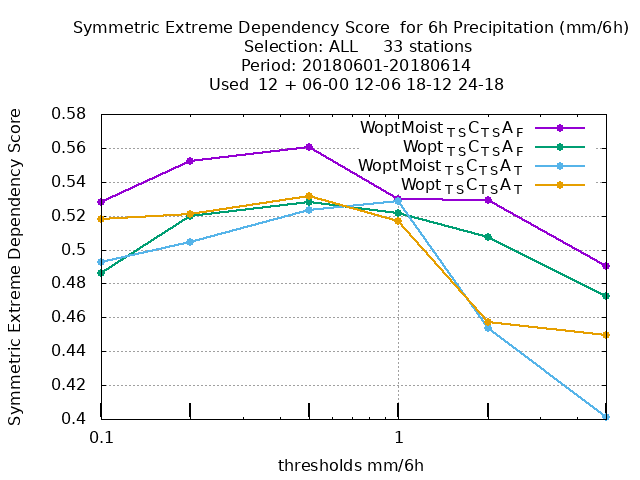 Symmetric Extreme Dependency Score  for 6h Precipitation (mm/6h)
Selection: ALL     33 stations
Period: 20180601-20180614
Used  12 + 06-00 12-06 18-12 24-18
Symmetric Extreme Dependency Score
0.58
0.56
0.54
0.52
0.5
0.48
0.46
0.44
0.42
0.4
WoptMoist TS C TS A F
Wopt TS C TS A F
WoptMoist TS C TS A T
Wopt TS C TS A T
0.1 1
thresholds mm/6h